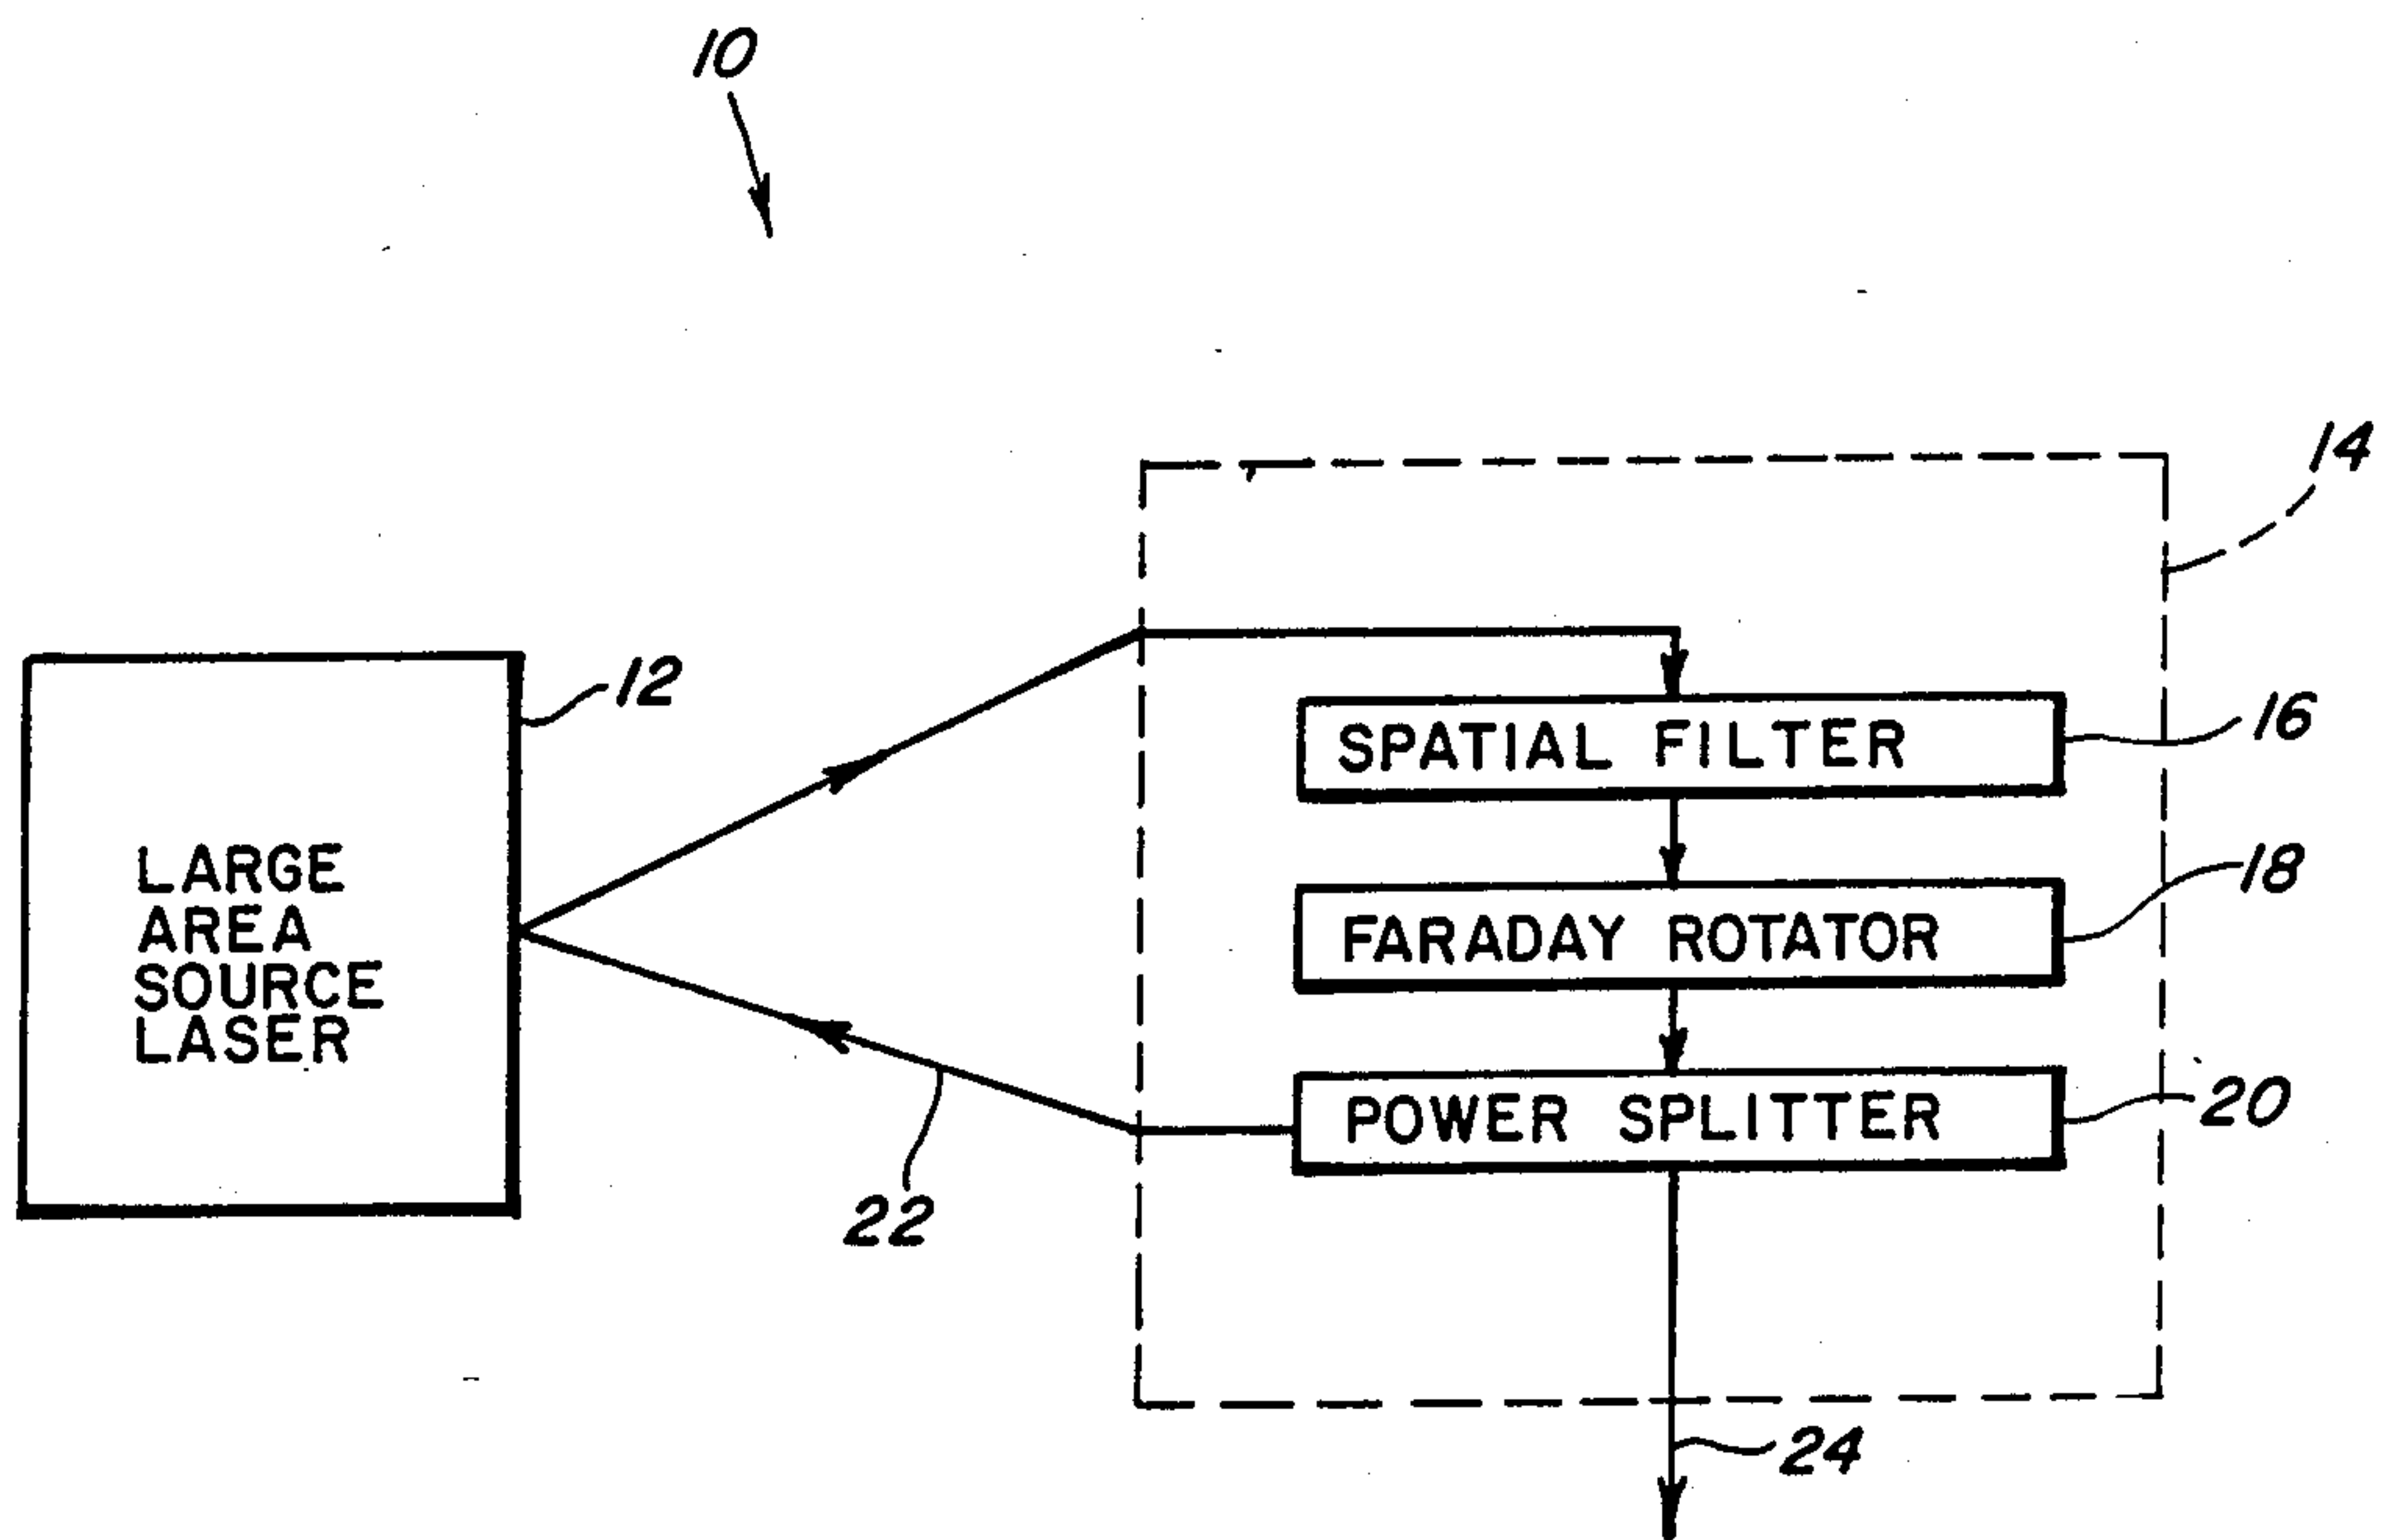 10
14
12
16
SPATIAL FILTER
18
LARGE
AREA
SOURCE
LASER
FARADAY ROTATOR
20
POWER SPLITTER
22
24